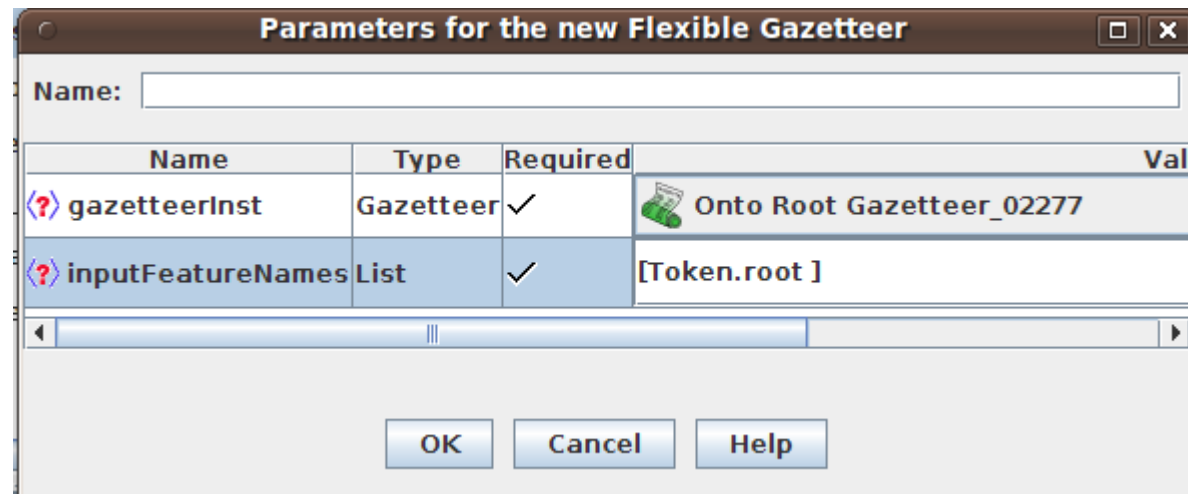 Parameters for the new Flexible Gazetteer
Name:
Name Type Required Val
<?> gazetteerInst Gazetteer ✓ Onto Root Gazetteer_02277
<?> inputFeatureNames List ✓ [Token.root ]
OK Cancel Help